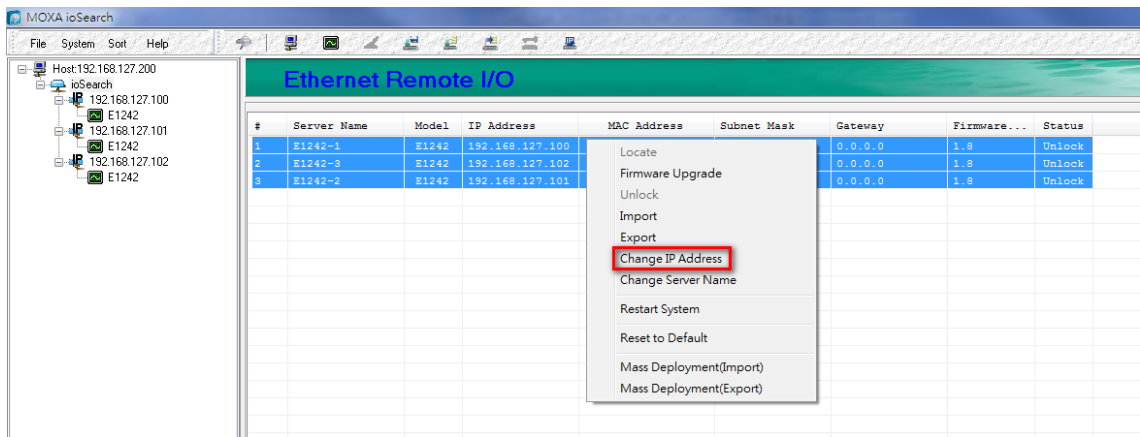 MOXA ioSearch
File System Sort Help
Host:192.168.127.200
ioSearch
192.168.127.100
E1242
192.168.127.101
E1242
192.168.127.102
E1242
Ethernet Remote I/O
# Server Name Model IP Address MAC Address Subnet Mask Gateway Firmware... Status
1 E1242-1 E1242 192.168.127.100 0.0.0.0 1.8 Unlock
2 E1242-3 E1242 192.168.127.102 0.0.0.0 1.8 Unlock
3 E1242-2 E1242 192.168.127.101 0.0.0.0 1.8 Unlock
Locate
Firmware Upgrade
Unlock
Import
Export
Change IP Address
Change Server Name
Restart System
Reset to Default
Mass Deployment(Import)
Mass Deployment(Export)